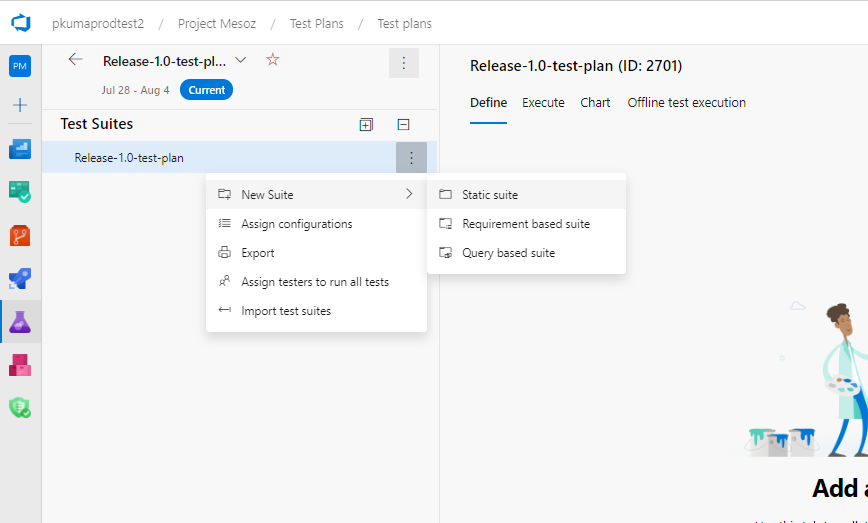 pkumaprodtest2 / Project Mesoz / Test Plans / Test plans
PM
Release-1.0-test-pl...
Jul 28 - Aug 4 Current
Test Suites
Release-1.0-test-plan
New Suite
Assign configurations
Export
Assign testers to run all tests
Import test suites
Static suite
Requirement based suite
Query based suite
Release-1.0-test-plan (ID: 2701)
Define Execute Chart Offline test execution
Add